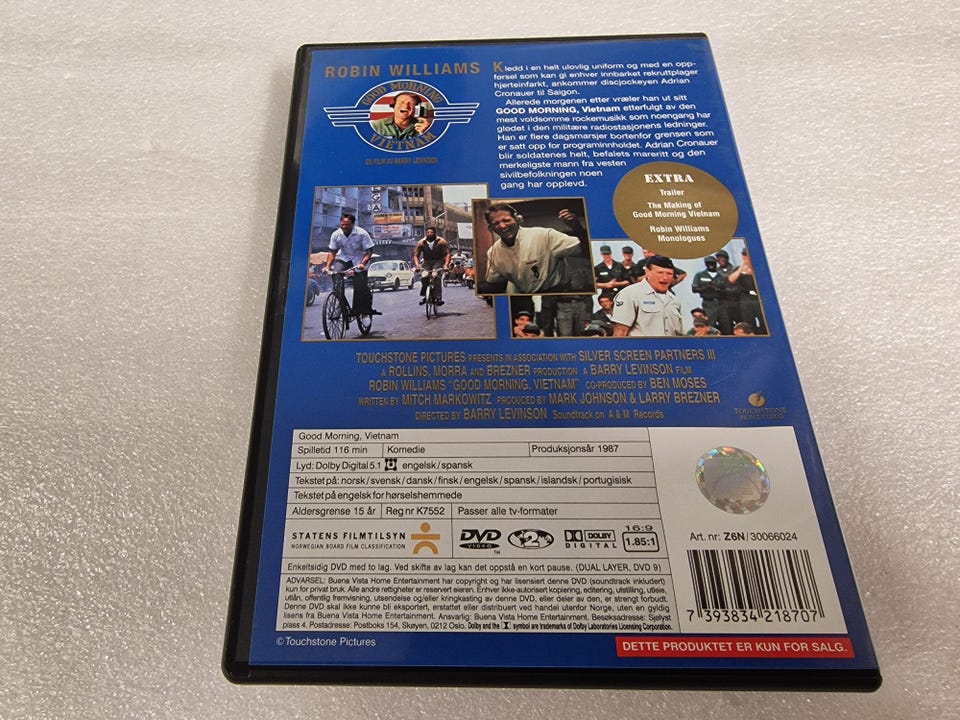 ROBIN WILLIAMS
GOOD MORNING
VIETNAM
EN FILM AV BARRY LEVINSON
Kledd i en helt ulovlig uniform og med en opp-
førsel som kan gi enhver innbarket rekruttplager
hjerteinfarkt, ankommer discjockeyen Adrian
Cronauer til Saigon.
Allerede morgenen etter vræler han ut sitt
GOOD MORNING, Vietnam etterfulgt av den
mest voldsomme rockemusikk som noengang har
glødet i den militære radiostasjonens ledninger.
Han er flere dagsmarsjer bortenfor grensen som
er satt opp for programinnholdet. Adrian Cronauer
blir soldatenes helt, befalets mareritt og den
merkeligste mann fra vesten
sivilbefolkningen noen
gang har opplevd.
EXTRA
Trailer
The Making of
Good Morning Vietnam
Robin Williams
Monologues
TOUCHSTONE PICTURES PRESENTS IN ASSOCIATION WITH SILVER SCREEN PARTNERS III
A ROLLINS, MORRA AND BREZNER PRODUCTION A BARRY LEVINSON FILM
ROBIN WILLIAMS "GOOD MORNING, VIETNAM" CO-PRODUCED BY BEN MOSES
WRITTEN BY MITCH MARKOWITZ PRODUCED BY MARK JOHNSON & LARRY BREZNER
DIRECTED BY BARRY LEVINSON Soundtrack on A & M Records
TOUCHSTONE
HOME VIDEO
Good Morning, Vietnam
Spilletid 116 min Komedie Produksjonsår 1987
Lyd: Dolby Digital 5.1 engelsk/spansk
Tekstet på: norsk/svensk/dansk/finsk/engelsk/spansk/islandsk/portugisisk
Tekstet på engelsk for hørselshemmede
Aldersgrense 15 år Reg nr K7552 Passer alle tv-formater
STATENS FILMTILSYN
NORWEGIAN BOARD FILM CLASSIFICATION
DVD VIDEO TM 2 DOLBY DIGITAL 16:9 1.85:1
Art. nr: Z6N/30066024
Enkeltsidig DVD med to lag. Ved skifte av lag kan det oppstå en kort pause. (DUAL LAYER, DVD 9)
ADVARSEL: Buena Vista Home Entertainment har copyright og har lisensiert denne DVD (soundtrack inkludert)
kun for privat bruk. Alle andre rettigheter er reservert eieren. Enhver ikke-autorisert kopiering, editering, utstilling, utleie,
utlån, offentlig fremvisning, utsendelse og/eller kringkasting av denne DVD, eller deler av den, er strengt forbudt.
Denne DVD skal ikke kunne bli eksportert, erstattet eller distribuert ved handel utenfor Norge, uten en gyldig
lisens fra Buena Vista Home Entertainment. Ansvarlig: Buena Vista Home Entertainment. Besøksadresse: Sjølyst
plass 4. Postadresse: Postboks 154, Skøyen, 0212 Oslo. Dolby and the symbol are trademarks of Dolby Laboratories Licensing Corporation.
7 393834 218707
© Touchstone Pictures
DETTE PRODUKTET ER KUN FOR SALG.